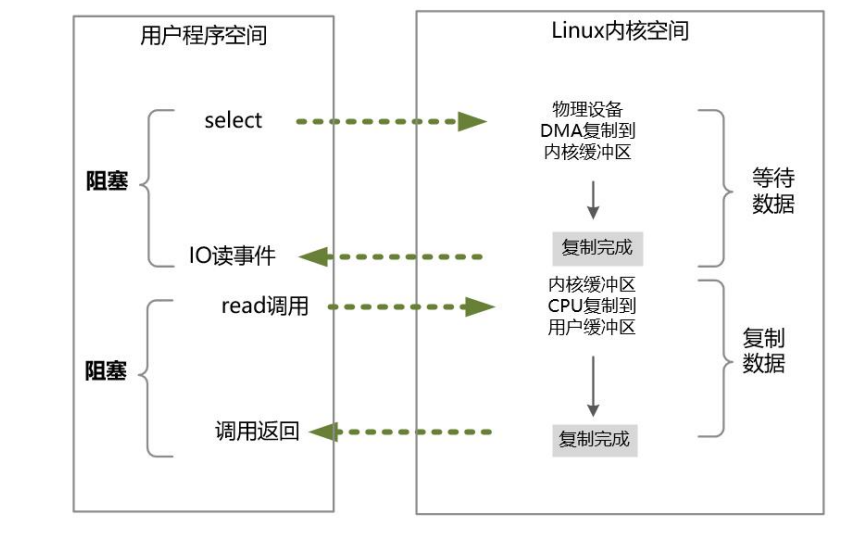 用户程序空间
Linux内核空间
select
物理设备
DMA复制到
内核缓冲区
阻塞
等待
数据
IO读事件
复制完成
内核缓冲区
CPU复制到
用户缓冲区
read调用
阻塞
复制
数据
调用返回
复制完成